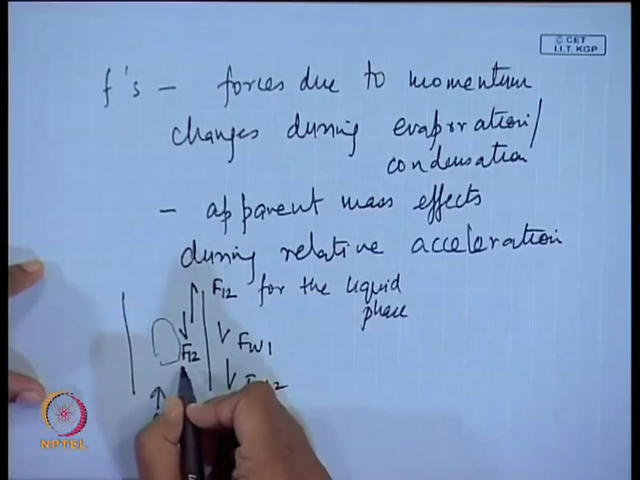 © CET
I.I.T. KGP
f's — forces due to momentum
changes during evaporation/
condensation
— apparent mass effects
during relative acceleration
F12 for the liquid
phase
F12
FW1
NPTEL